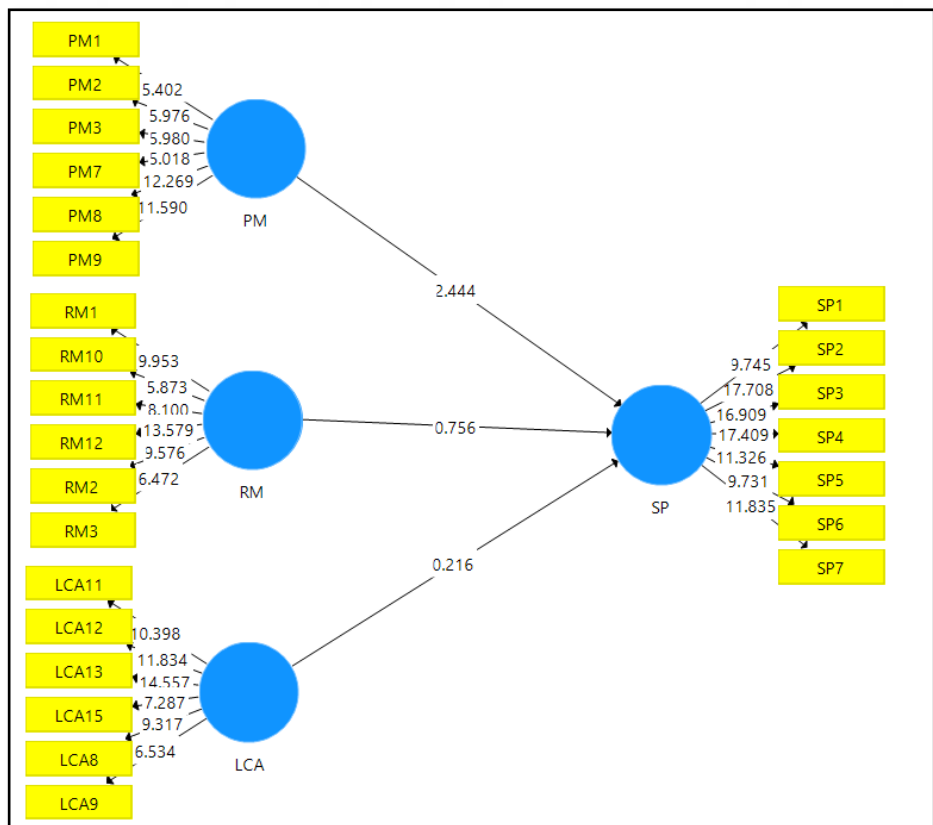 PM1
PM2
PM3
PM7
PM8
PM9
5.402
5.976
5.980
5.018
12.269
11.590
PM
2.444
RM1
RM10
RM11
RM12
RM2
RM3
9.953
5.873
8.100
13.579
9.576
6.472
RM
0.756
LCA11
LCA12
LCA13
LCA15
LCA8
LCA9
10.398
11.834
14.557
7.287
9.317
6.534
LCA
0.216
SP
9.745
17.708
16.909
17.409
11.326
9.731
11.835
SP1
SP2
SP3
SP4
SP5
SP6
SP7